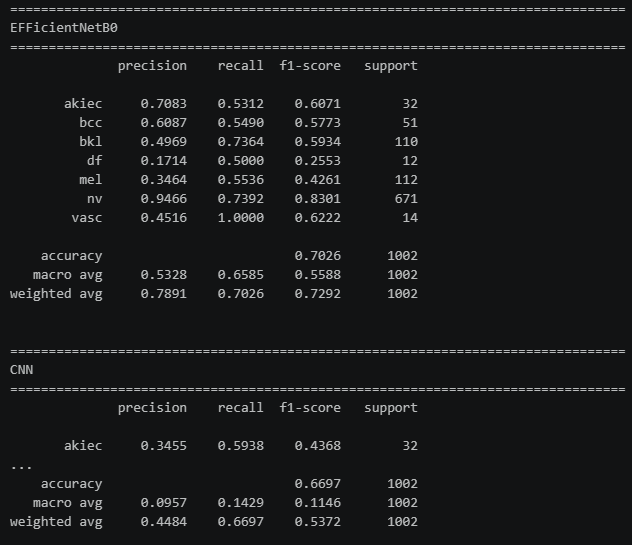 ================================================================================
EFFicientNetB0
================================================================================
              precision    recall  f1-score   support

       akiec     0.7083    0.5312    0.6071        32
         bcc     0.6087    0.5490    0.5773        51
         bkl     0.4969    0.7364    0.5934       110
          df     0.1714    0.5000    0.2553        12
         mel     0.3464    0.5536    0.4261       112
          nv     0.9466    0.7392    0.8301       671
        vasc     0.4516    1.0000    0.6222        14

    accuracy                         0.7026      1002
   macro avg     0.5328    0.6585    0.5588      1002
weighted avg     0.7891    0.7026    0.7292      1002


================================================================================
CNN
================================================================================
              precision    recall  f1-score   support

       akiec     0.3455    0.5938    0.4368        32
...
    accuracy                         0.6697      1002
   macro avg     0.0957    0.1429    0.1146      1002
weighted avg     0.4484    0.6697    0.5372      1002